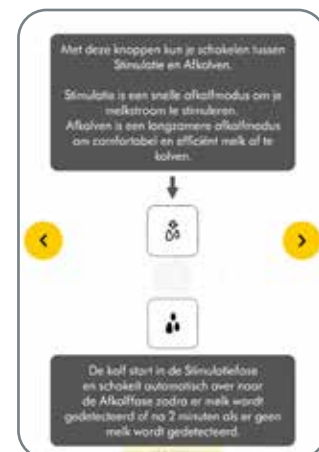 Met deze knoppen kun je schakelen tussen
Stimulatie en Afkolven.
Stimulatie is een snelle afkolfmodus om je
melkstroom te stimuleren.
Afkolven is een langzamere afkolfmodus
om comfortabel en efficiënt melk af te
kolven.
De kolf start in de Stimulatiefase
en schakelt automatisch over naar
de Afkolffase zodra er melk wordt
gedetecteerd of na 2 minuten als er geen
melk wordt gedetecteerd.